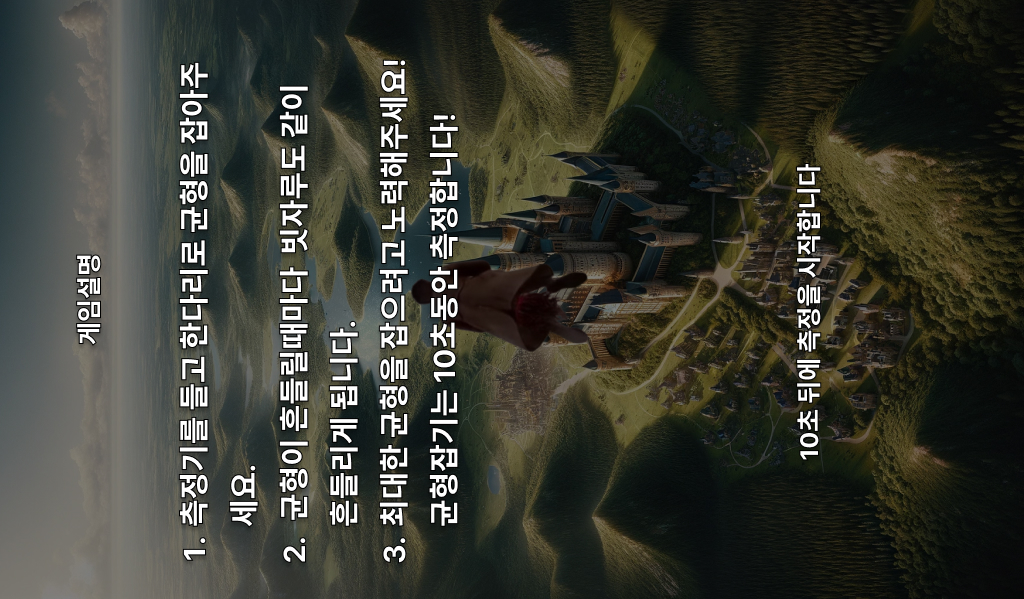 게임설명
1. 측정기를 들고 한다리로 균형을 잡아주
세요.
2. 균형이 흔들릴때마다 빗자루도 같이
흔들리게 됩니다.
3. 최대한 균형을 잡으려고 노력해주세요!
균형잡기는 10초동안 측정합니다!
10초 뒤에 측정을 시작합니다